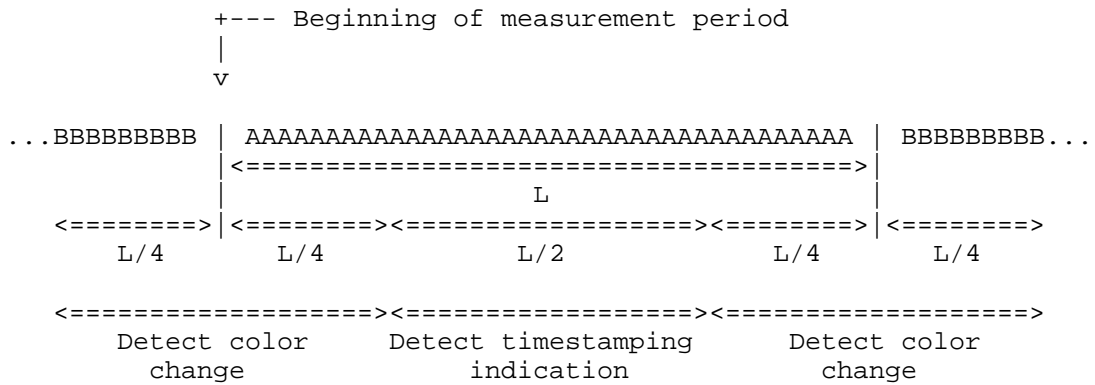 +--- Beginning of measurement period
|
v
...BBBBBBBBB | AAAAAAAAAAAAAAAAAAAAAAAAAAAAAAAAAAAAAA | BBBBBBBBB...
|<======================================>|
| L |
<========>|<========><==================><========>|<========>
L/4 L/4 L/2 L/4 L/4
<===================><==================><===================>
Detect color Detect timestamping Detect color
change indication change